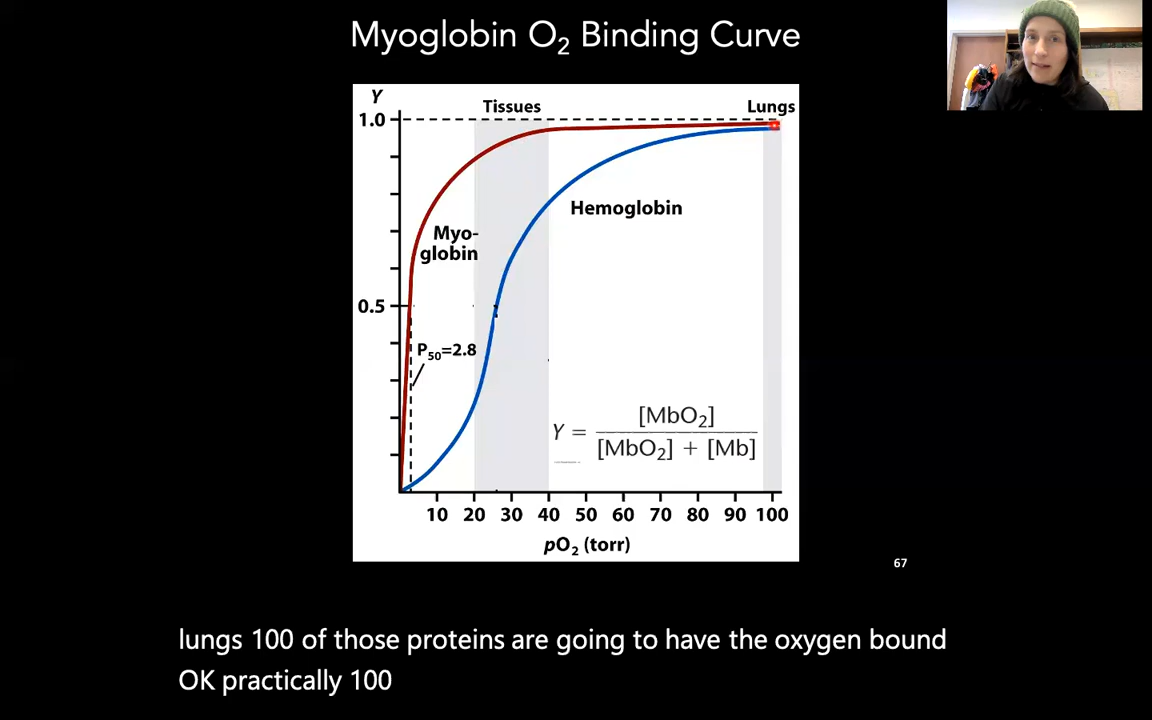 Myoglobin O₂ Binding Curve
Y
Tissues
Lungs
1.0
Hemoglobin
Myo-
globin
0.5
P₅₀=2.8
Y = [MbO₂]
[MbO₂] + [Mb]
10 20 30 40 50 60 70 80 90 100
pO₂ (torr)
67
lungs 100 of those proteins are going to have the oxygen bound
OK practically 100